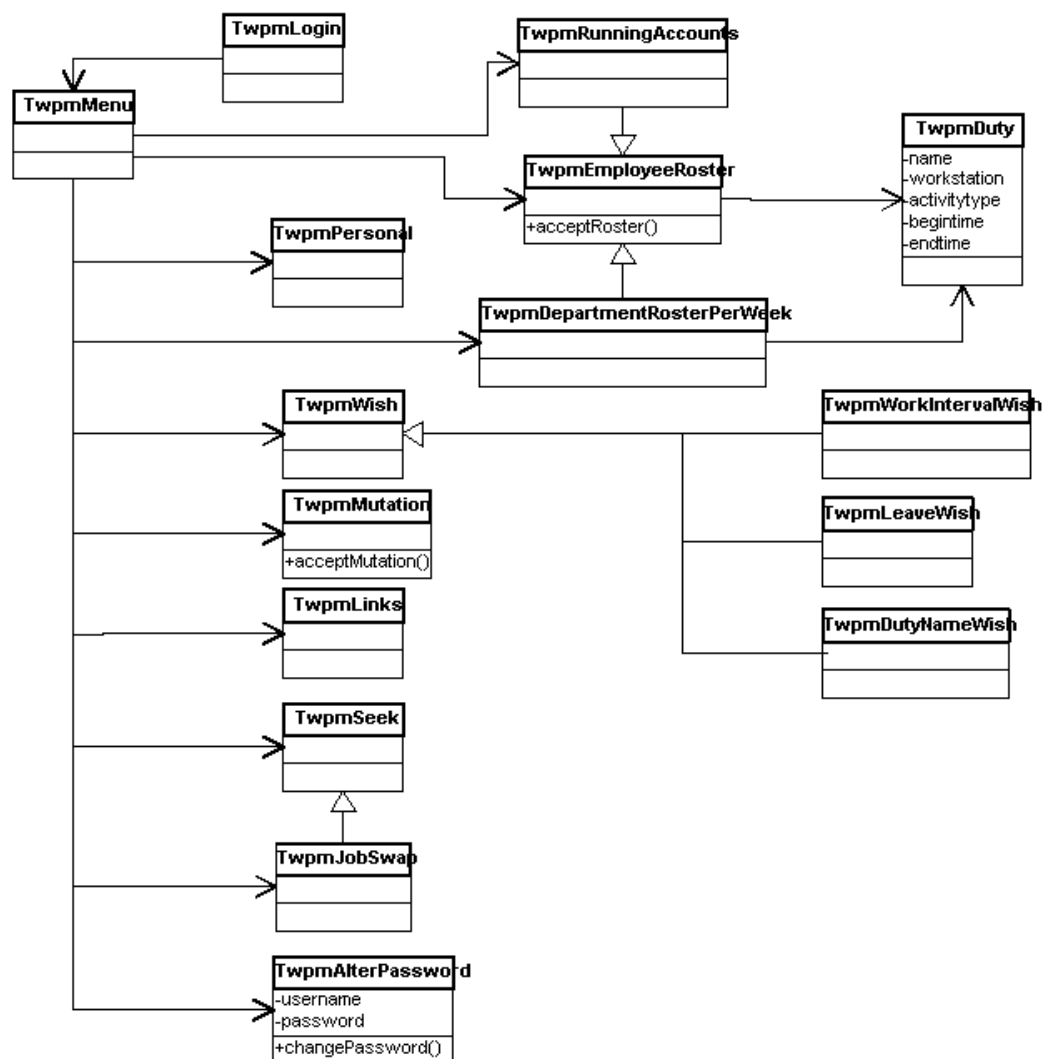 TwpmLogin
TwpmRunningAccounts
TwpmMenu
TwpmDuty
-name
-workstation
-activitytype
-begintime
-endtime
TwpmEmployeeRoster
+acceptRoster()
TwpmPersonal
TwpmDepartmentRosterPerWeek
TwpmWish
TwpmWorkIntervalWish
TwpmMutation
+acceptMutation()
TwpmLeaveWish
TwpmLinks
TwpmDutyNameWish
TwpmSeek
TwpmJobSwap
TwpmAlterPassword
-username
-password
+changePassword()